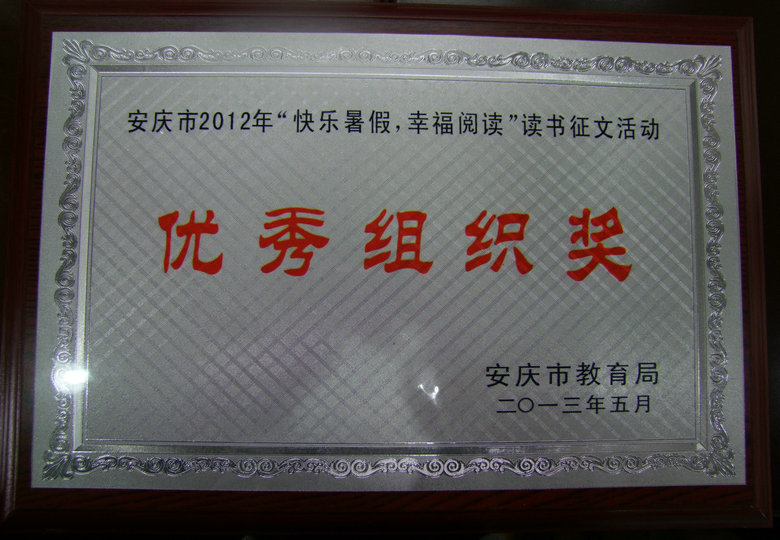 安庆市2012年“快乐暑假，幸福阅读”读书征文活动
优秀组织奖
安庆市教育局
二〇一三年五月